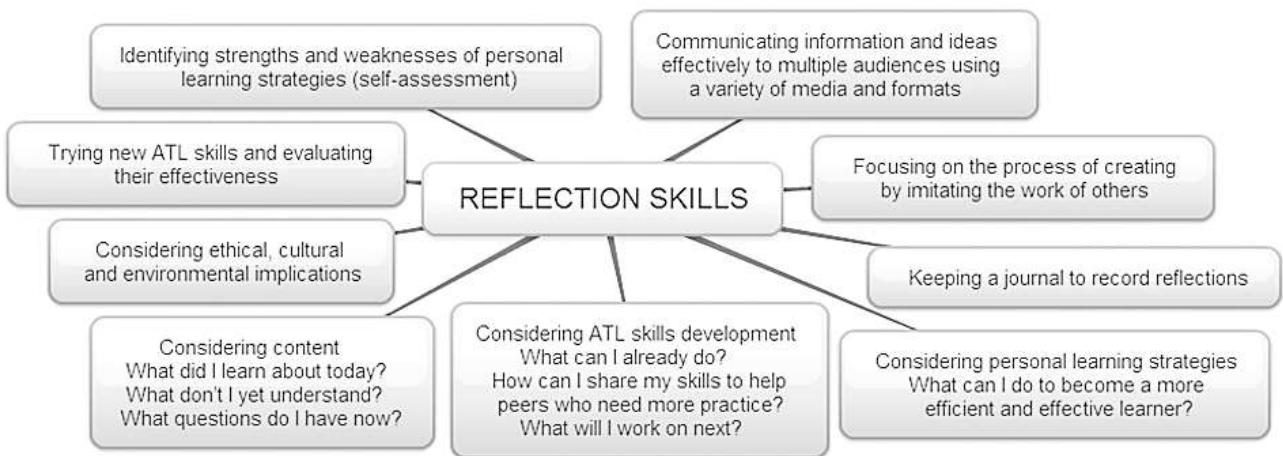 Identifying strengths and weaknesses of personal
learning strategies (self-assessment)
Communicating information and ideas
effectively to multiple audiences using
a variety of media and formats
Trying new ATL skills and evaluating
their effectiveness
REFLECTION SKILLS
Focusing on the process of creating
by imitating the work of others
Considering ethical, cultural
and environmental implications
Keeping a journal to record reflections
Considering content
What did I learn about today?
What don't I yet understand?
What questions do I have now?
Considering ATL skills development
What can I already do?
How can I share my skills to help
peers who need more practice?
What will I work on next?
Considering personal learning strategies
What can I do to become a more
efficient and effective learner?